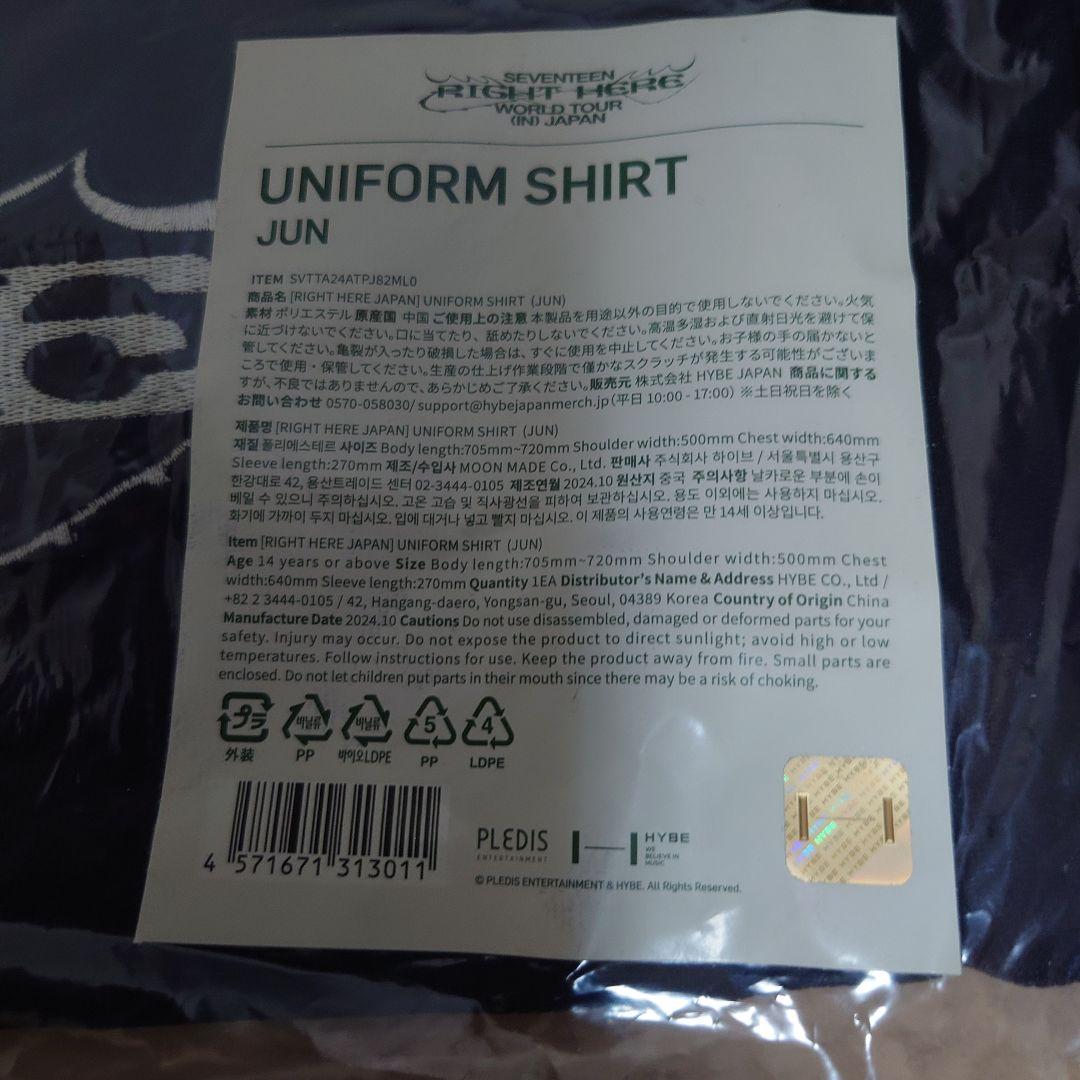 SEVENTEEN
RIGHT HERE
WORLD TOUR
(IN) JAPAN
UNIFORM SHIRT
JUN
ITEM SVTTA24ATPJ82ML0
商品名 [RIGHT HERE JAPAN] UNIFORM SHIRT (JUN)
素材 ポリエステル 原産国 中国 ご使用上の注意 本製品を用途以外の目的で使用しないでください。火気
に近づけないでください。口に当てたり、舐めたりしないでください。高温多湿および直射日光を避けて保
管してください。亀裂が入ったり破損した場合は、すぐに使用を中止してください。お子様の手の届かないと
ころで使用・保管してください。生産の仕上げ作業段階で僅かなスクラッチが発生する可能性がございま
すが、不良ではありませんので、あらかじめご了承ください。販売元 株式会社 HYBE JAPAN 商品に関する
お問い合わせ 0570-058030/ support@hybejapanmerch.jp (平日 10:00 - 17:00) ※土日祝日を除く
제품명 [RIGHT HERE JAPAN] UNIFORM SHIRT (JUN)
재질 폴리에스테르 사이즈 Body length:705mm~720mm Shoulder width:500mm Chest width:640mm
Sleeve length:270mm 제조/수입사 MOON MADE Co., Ltd. 판매사 주식회사 하이브 / 서울특별시 용산구
한강대로 42, 용산트레이드 센터 02-3444-0105 제조연월 2024.10 원산지 중국 주의사항 날카로운 부분에 손이
베일 수 있으니 주의하십시오. 고온 고습 및 직사광선을 피하여 보관하십시오. 용도 이외에는 사용하지 마십시오.
화기에 가까이 두지 마십시오. 입에 대거나 넣고 빨지 마십시오. 이 제품의 사용연령은 만 14세 이상입니다.
Item [RIGHT HERE JAPAN] UNIFORM SHIRT (JUN)
Age 14 years or above Size Body length:705mm~720mm Shoulder width:500mm Chest
width:640mm Sleeve length:270mm Quantity 1EA Distributor's Name & Address HYBE CO., Ltd /
+82 2 3444-0105 / 42, Hangang-daero, Yongsan-gu, Seoul, 04389 Korea Country of Origin China
Manufacture Date 2024.10 Cautions Do not use disassembled, damaged or deformed parts for your
safety. Injury may occur. Do not expose the product to direct sunlight; avoid high or low
temperatures. Follow instructions for use. Keep the product away from fire. Small parts are
enclosed. Do not let children put parts in their mouth since there may be a risk of choking.
プラ 비닐류 비닐류 5 4
外装 PP 바이오LDPE PP LDPE
4 571671 313011
PLEDIS
ENTERTAINMENT
HYBE
WE
BELIEVE IN
MUSIC
© PLEDIS ENTERTAINMENT & HYBE. All Rights Reserved.